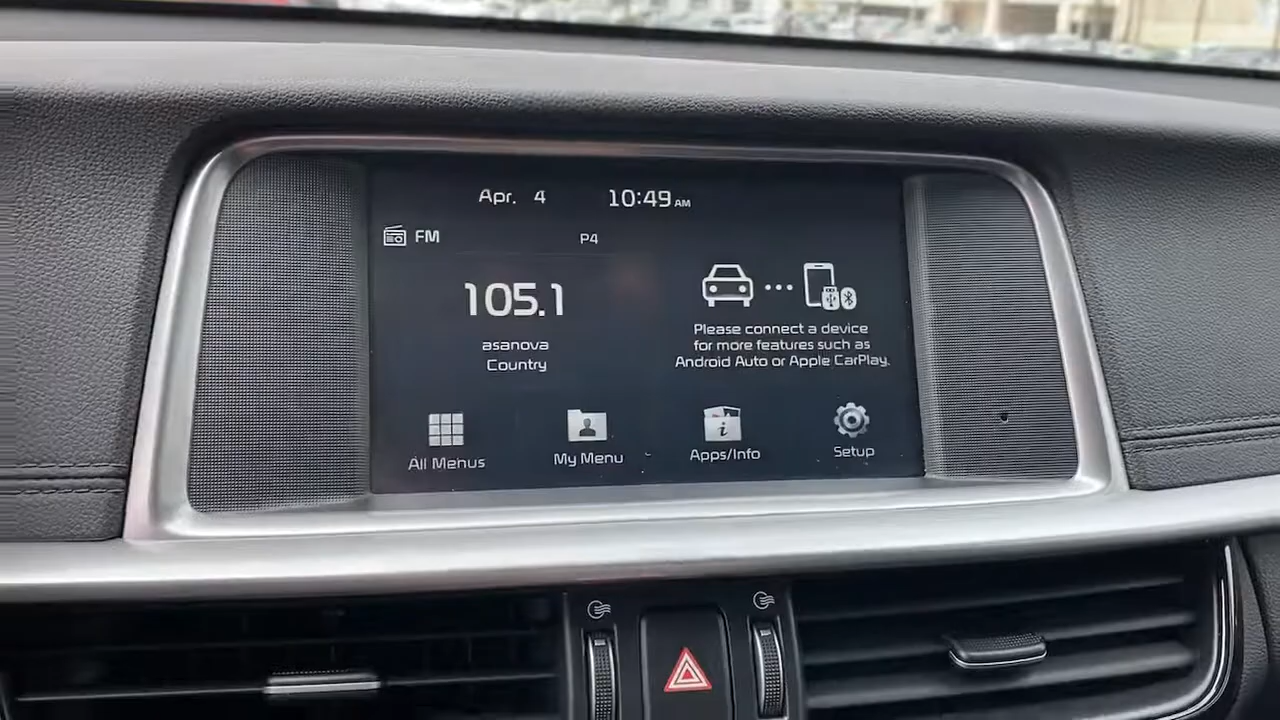 Apr. 4 10:49 AM
FM P4
105.1
asanova
Country
Please connect a device
for more features such as
Android Auto or Apple CarPlay.
All Menus My Menu Apps/Info Setup